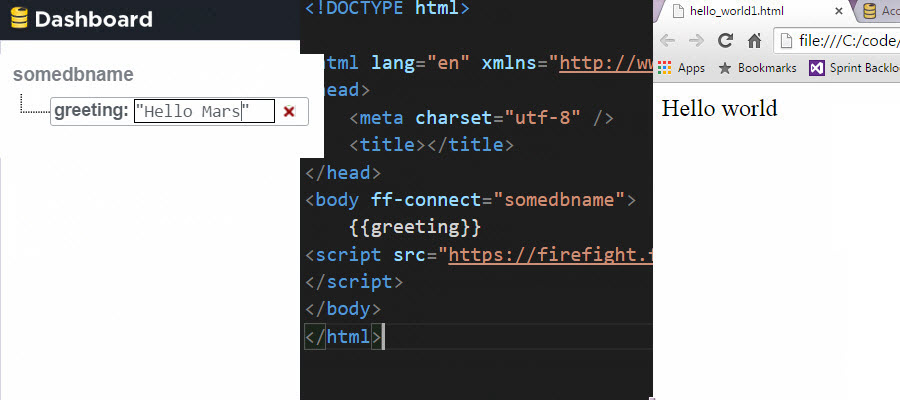 Dashboard
somedbname
greeting: "Hello Mars"
<!DOCTYPE html>
html lang="en" xmlns="http://ww
head>
<meta charset="utf-8" />
<title></title>
</head>
<body ff-connect="somedbname">
{{greeting}}
<script src="https://firefight.
</script>
</body>
</html>
hello_world1.html
Acc
file:///C:/code/
Apps Bookmarks Sprint Backlo
Hello world